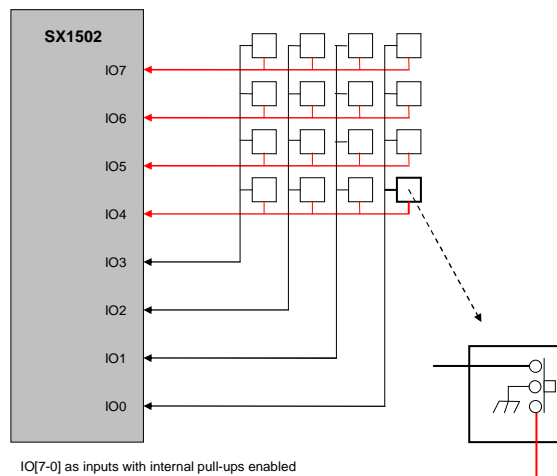 SX1502
IO7
IO6
IO5
IO4
IO3
IO2
IO1
IO0
IO[7-0] as inputs with internal pull-ups enabled